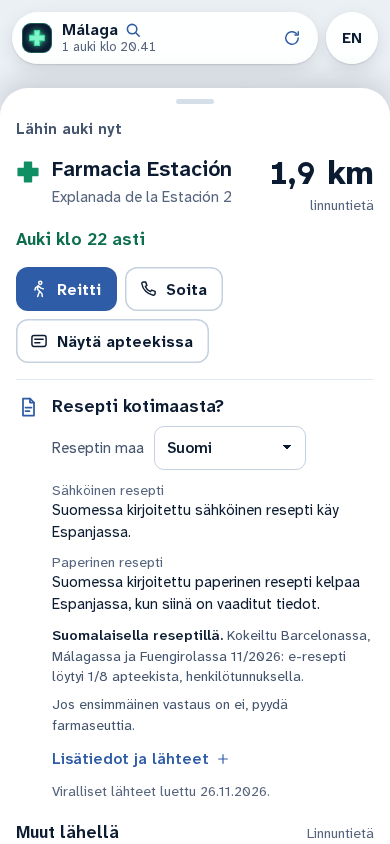 Málaga
1 auki klo 20.41
EN
Lähin auki nyt
Farmacia Estación
1,9 km
Explanada de la Estación 2
linnuntietä
Auki klo 22 asti
Reitti
Soita
Näytä apteekissa
Resepti kotimaasta?
Reseptin maa
Suomi
Sähköinen resepti
Suomessa kirjoitettu sähköinen resepti käy
Espanjassa.
Paperinen resepti
Suomessa kirjoitettu paperinen resepti kelpaa
Espanjassa, kun siinä on vaaditut tiedot.
Suomalaisella reseptillä. Kokeiltu Barcelonassa,
Málagassa ja Fuengirolassa 11/2026: e-resepti
löytyi 1/8 apteekista, henkilötunnuksella.
Jos ensimmäinen vastaus on ei, pyydä
farmaseuttia.
Lisätiedot ja lähteet +
Viralliset lähteet luettu 26.11.2026.
Muut lähellä
Linnuntietä